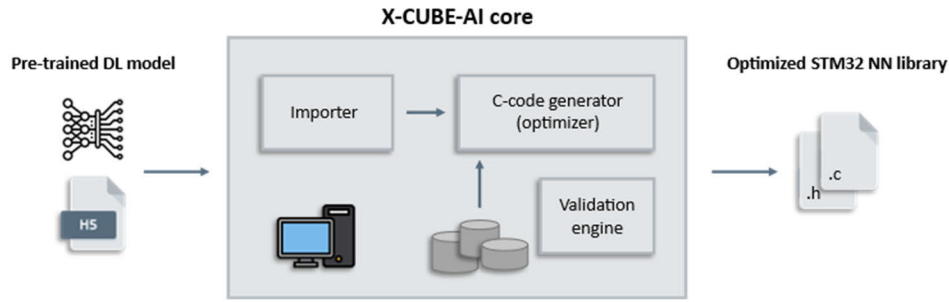 X-CUBE-AI core
Pre-trained DL model
Optimized STM32 NN library
Importer
C-code generator
(optimizer)
H5
Validation
engine
.c
.h